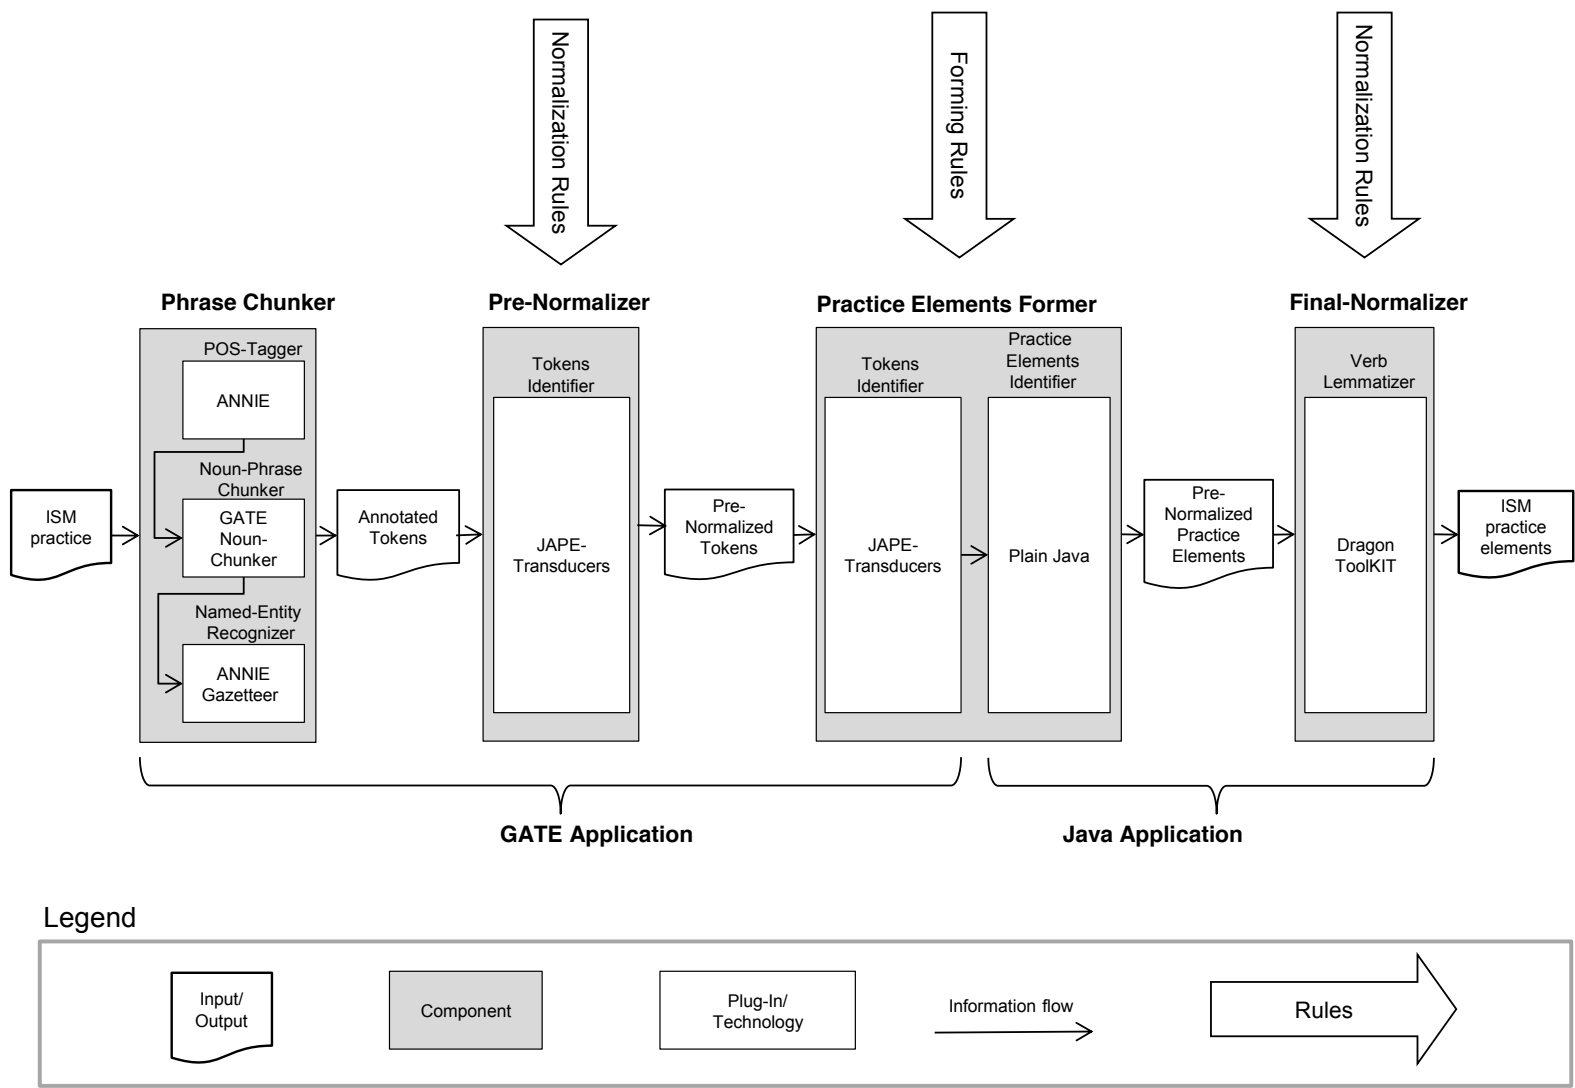 Normalization Rules
Forming Rules
Normalization Rules
Phrase Chunker
Pre-Normalizer
Practice Elements Former
Final-Normalizer
POS-Tagger
ANNIE
Noun-Phrase
Chunker
GATE
Noun-
Chunker
Named-Entity
Recognizer
ANNIE
Gazetteer
ISM
practice
Annotated
Tokens
Tokens
Identifier
JAPE-
Transducers
Pre-
Normalized
Tokens
Tokens
Identifier
JAPE-
Transducers
Practice
Elements
Identifier
Plain Java
Pre-
Normalized
Practice
Elements
Verb
Lemmatizer
Dragon
ToolKIT
ISM
practice
elements
GATE Application
Java Application
Legend
Input/
Output
Component
Plug-In/
Technology
Information flow
Rules